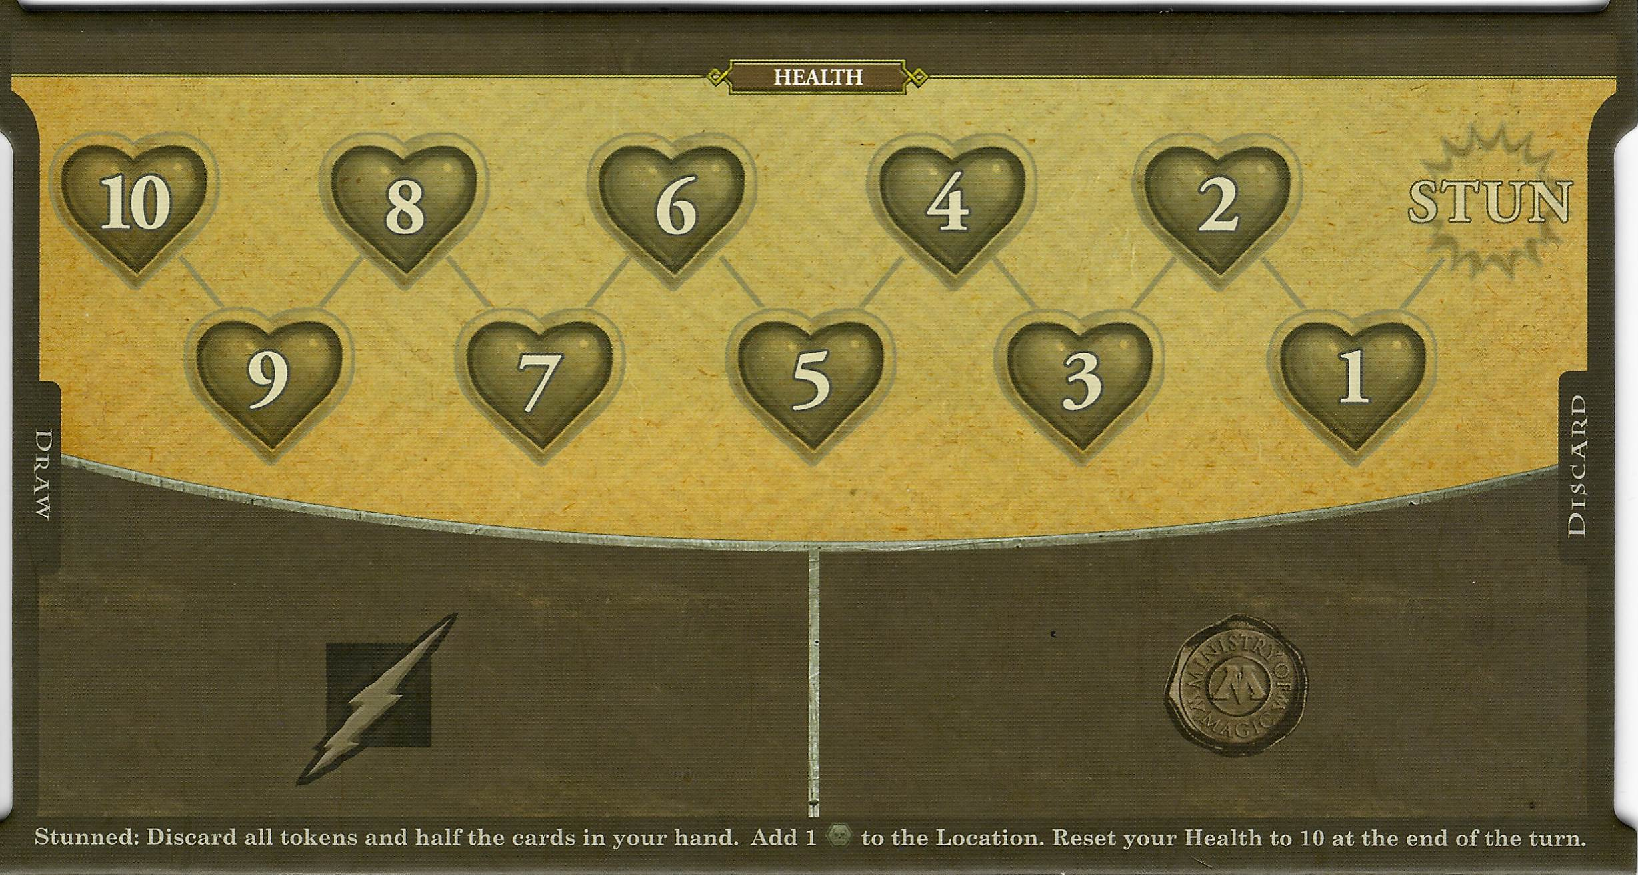 HEALTH
10 8 6 4 2 STUN
9 7 5 3 1
DRAW
DISCARD
MINISTRY OF MAGIC
M
Stunned: Discard all tokens and half the cards in your hand. Add 1 to the Location. Reset your Health to 10 at the end of the turn.